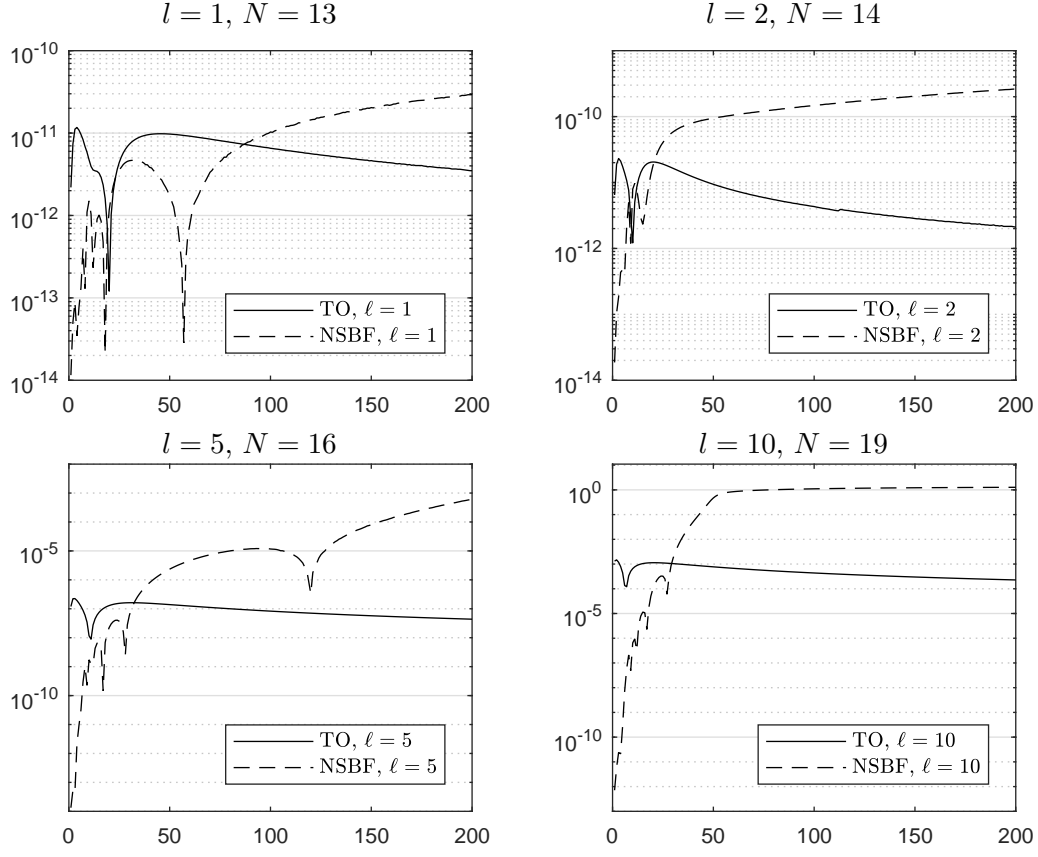 l = 1, N = 13
l = 2, N = 14
10^-10
10^-11
10^-12
10^-13
10^-14
TO, ℓ = 1
NSBF, ℓ = 1
0 50 100 150 200
10^-10
10^-12
10^-14
TO, ℓ = 2
NSBF, ℓ = 2
0 50 100 150 200
l = 5, N = 16
l = 10, N = 19
10^-5
10^-10
TO, ℓ = 5
NSBF, ℓ = 5
0 50 100 150 200
10^0
10^-5
10^-10
TO, ℓ = 10
NSBF, ℓ = 10
0 50 100 150 200